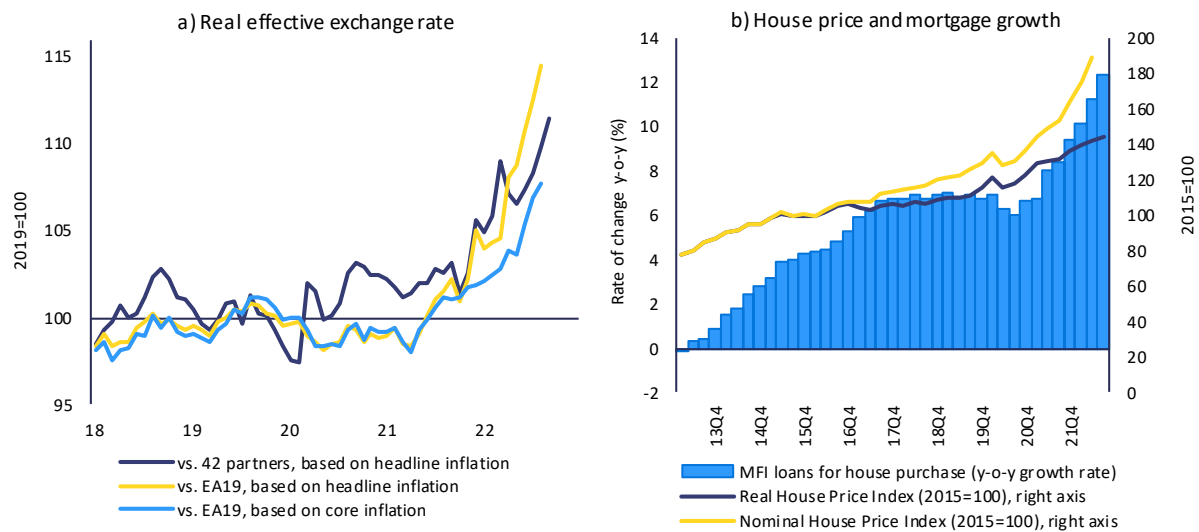 a) Real effective exchange rate
115
110
105
100
95
2019=100
18 19 20 21 22
vs. 42 partners, based on headline inflation
vs. EA19, based on headline inflation
vs. EA19, based on core inflation
b) House price and mortgage growth
14
12
10
8
6
4
2
0
-2
Rate of change y-o-y (%)
200
180
160
140
120
100
80
60
40
20
0
2015=100
13Q4 14Q4 15Q4 16Q4 17Q4 18Q4 19Q4 20Q4 21Q4
MFI loans for house purchase (y-o-y growth rate)
Real House Price Index (2015=100), right axis
Nominal House Price Index (2015=100), right axis